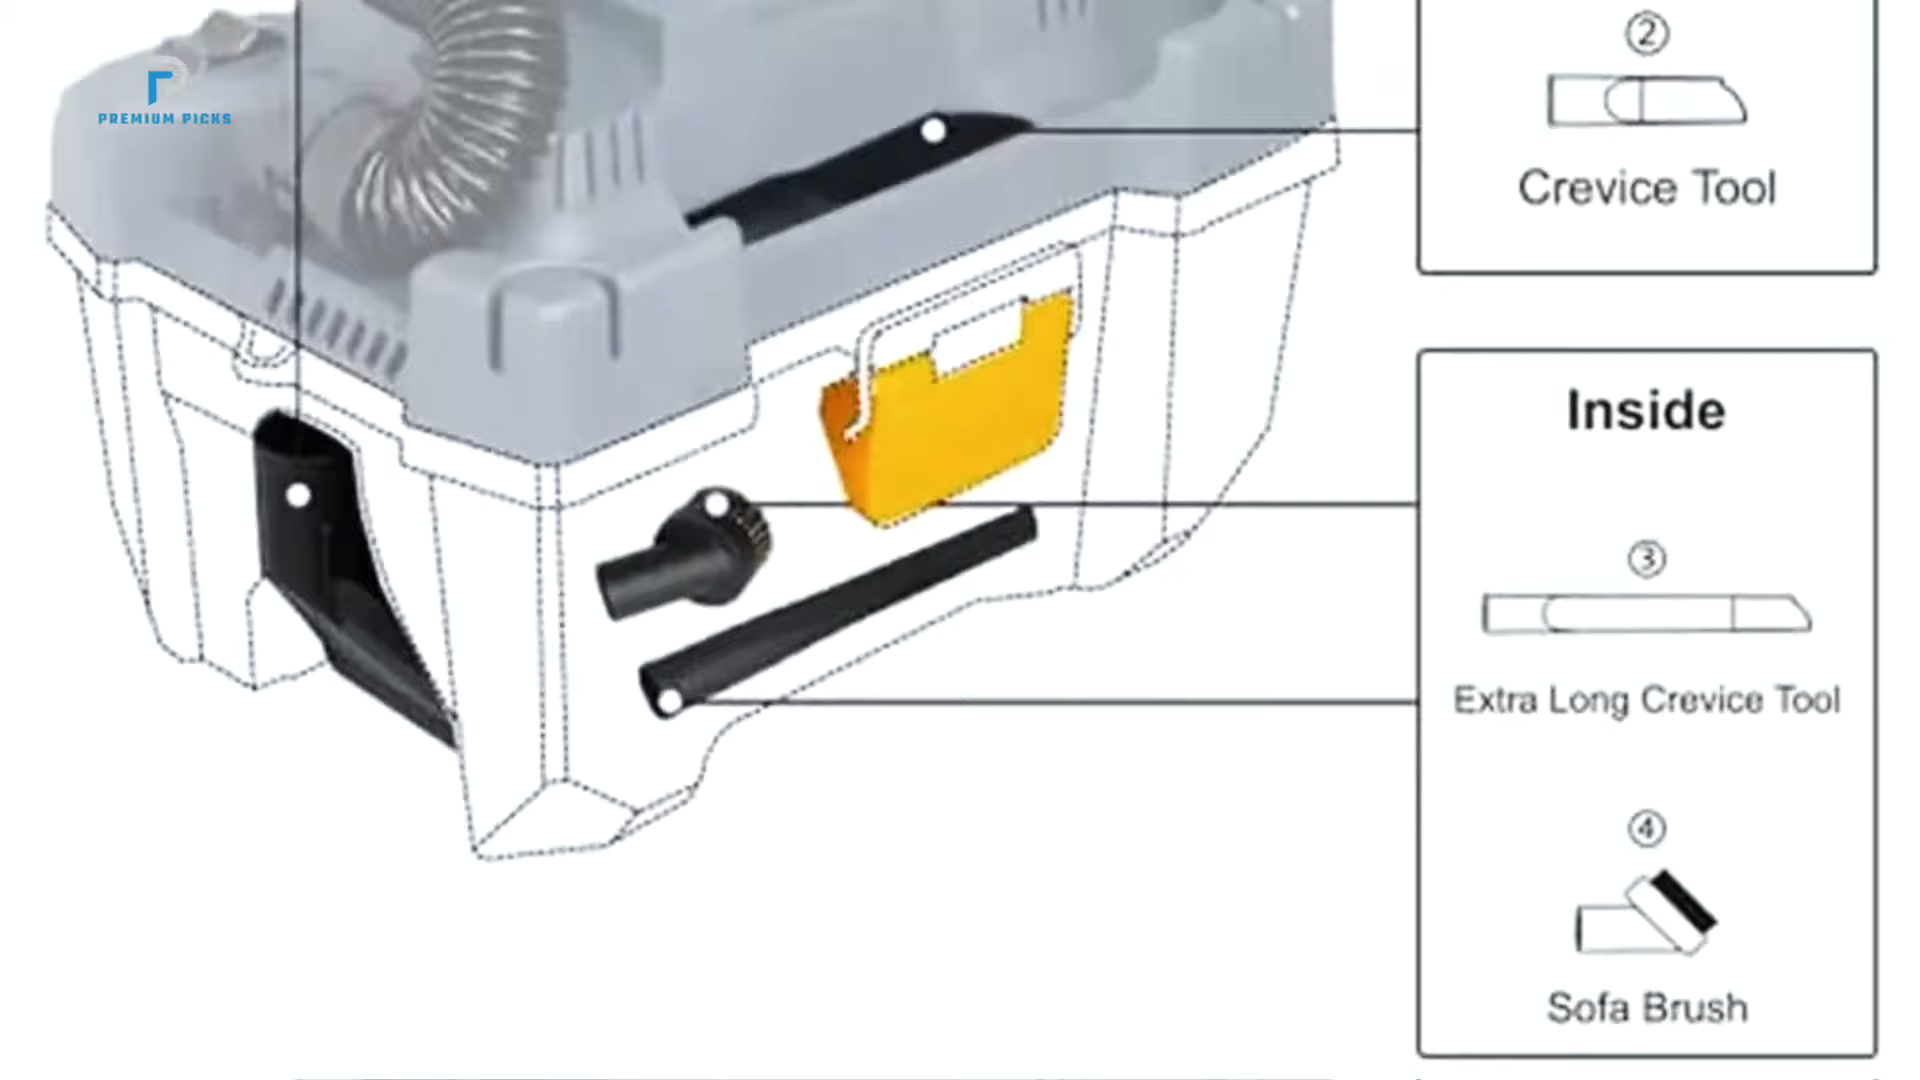 PREMIUM PICKS
②
Crevice Tool
Inside
③
Extra Long Crevice Tool
④
Sofa Brush